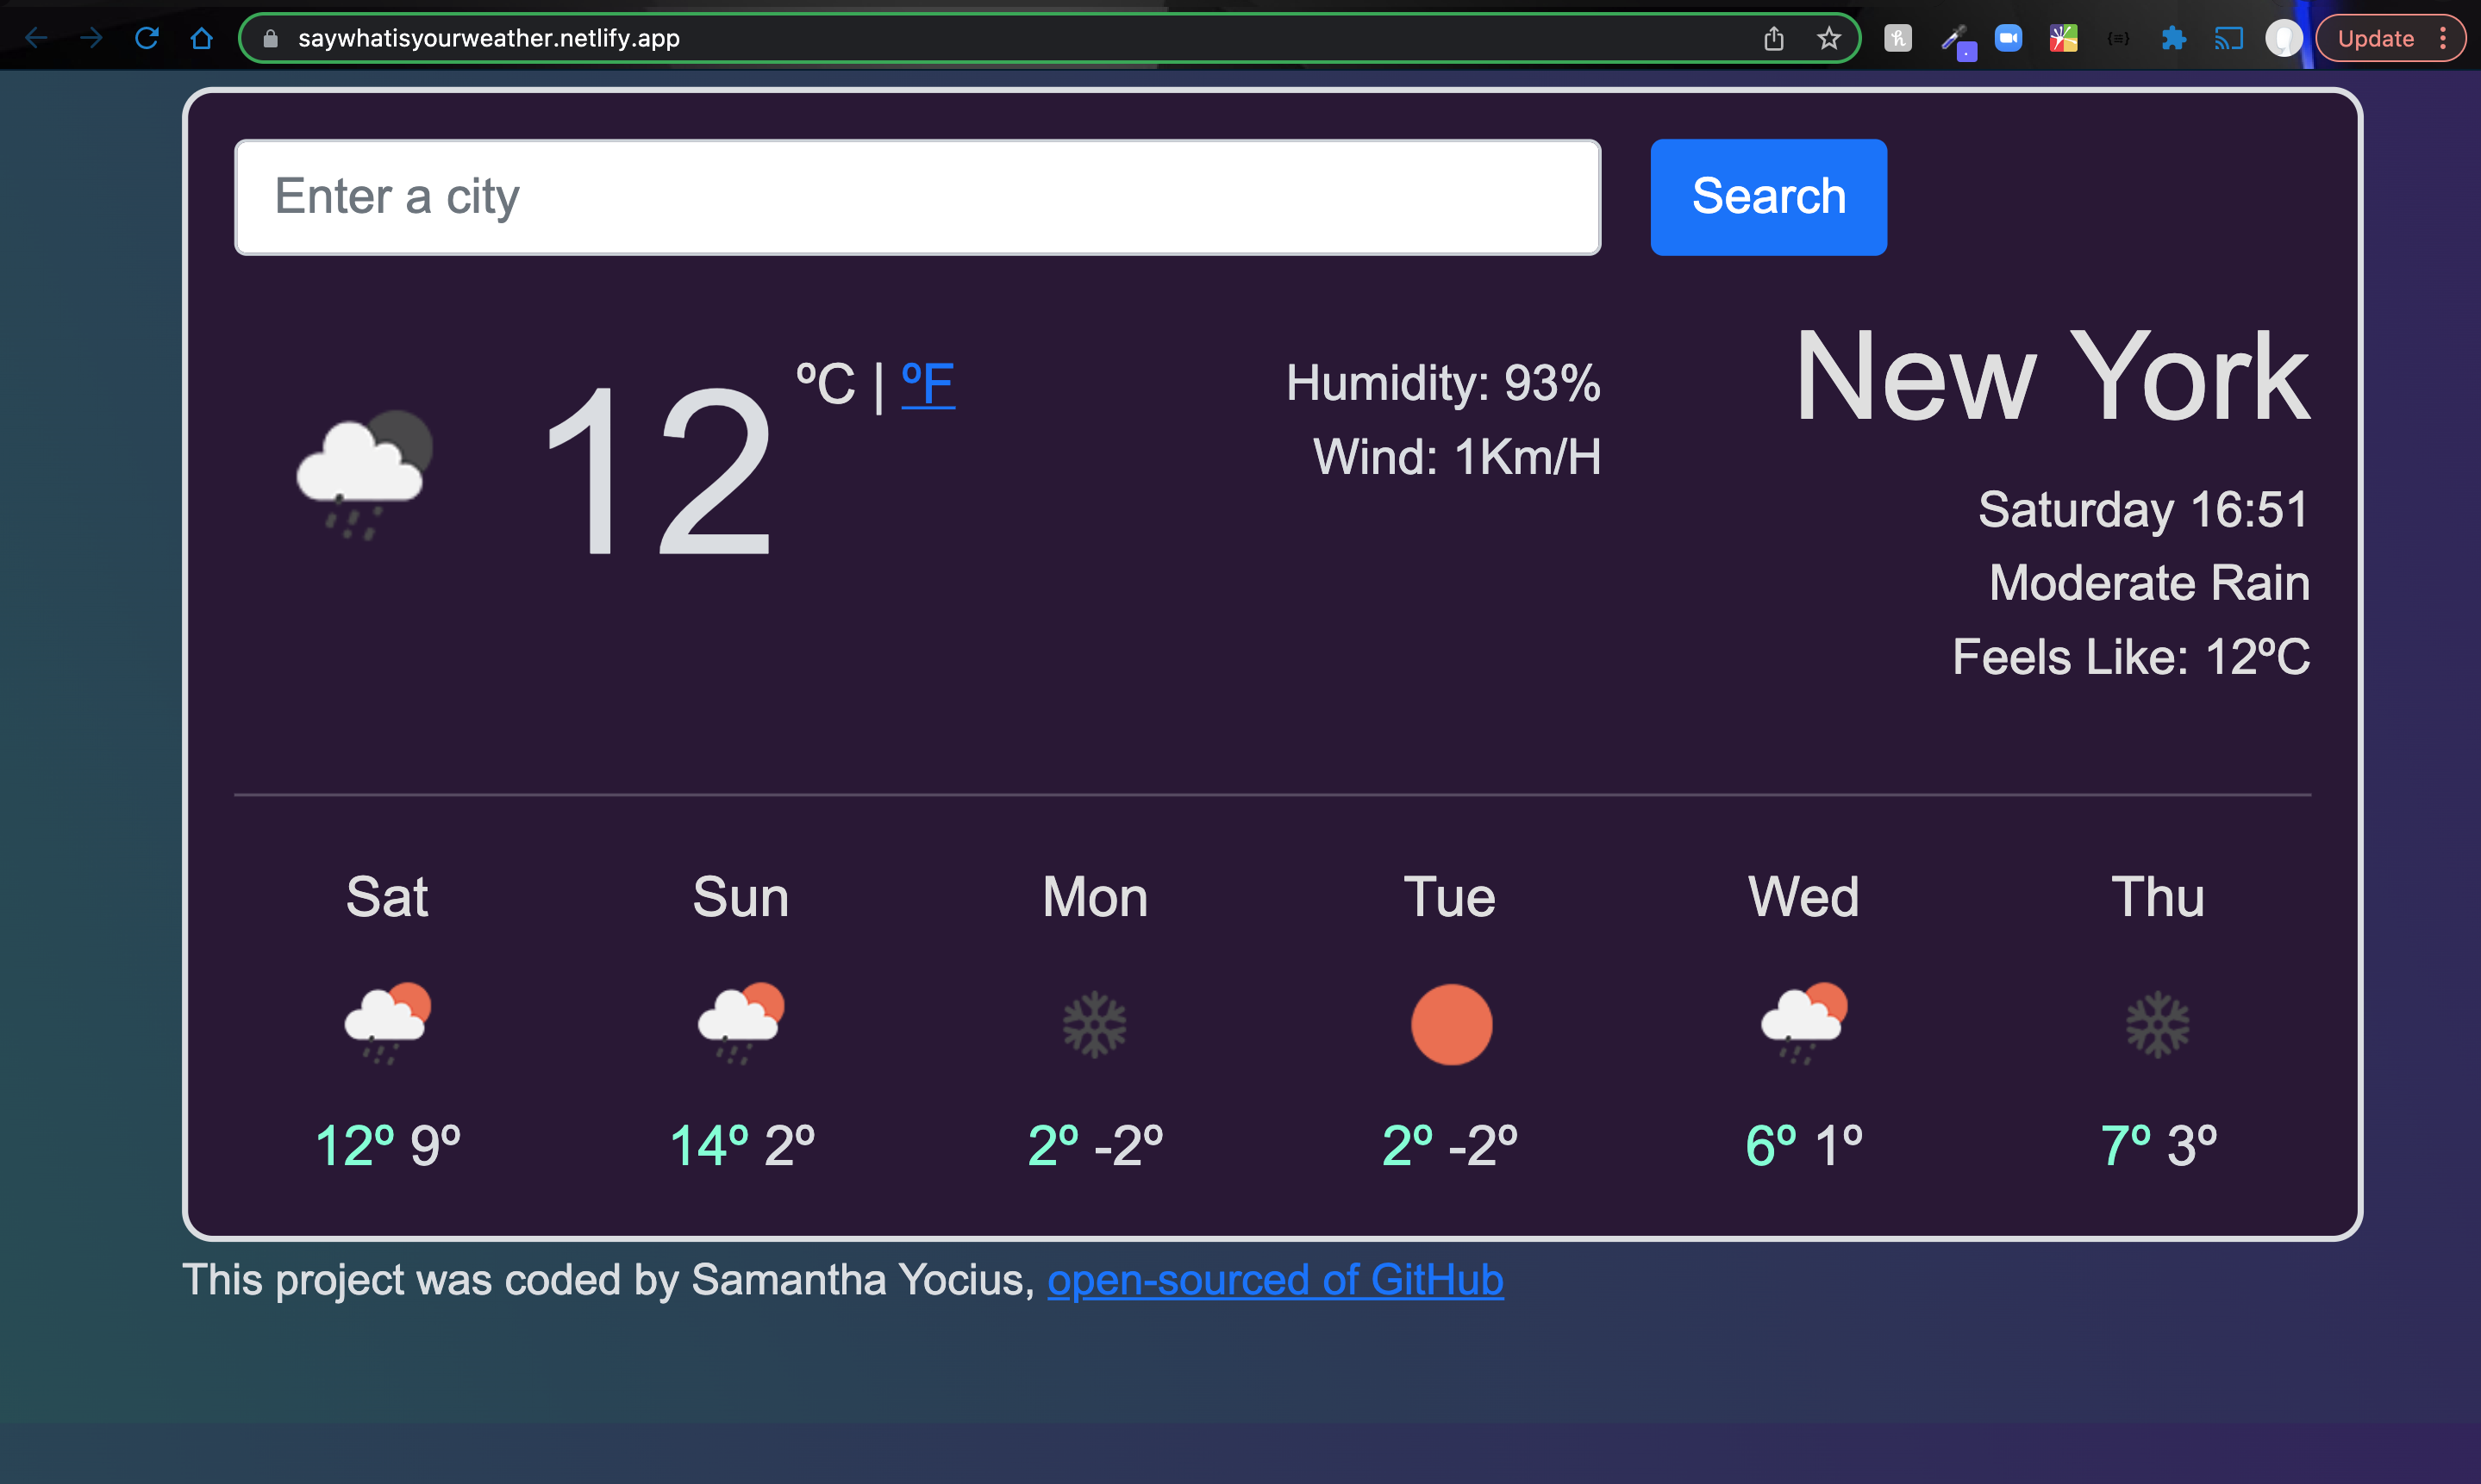 saywhatisyourweather.netlify.app
Update
Enter a city
Search
12 ºC | ºF
Humidity: 93%
Wind: 1Km/H
New York
Saturday 16:51
Moderate Rain
Feels Like: 12ºC
Sat Sun Mon Tue Wed Thu
12º 9º 14º 2º 2º -2º 2º -2º 6º 1º 7º 3º
This project was coded by Samantha Yocius, open-sourced of GitHub